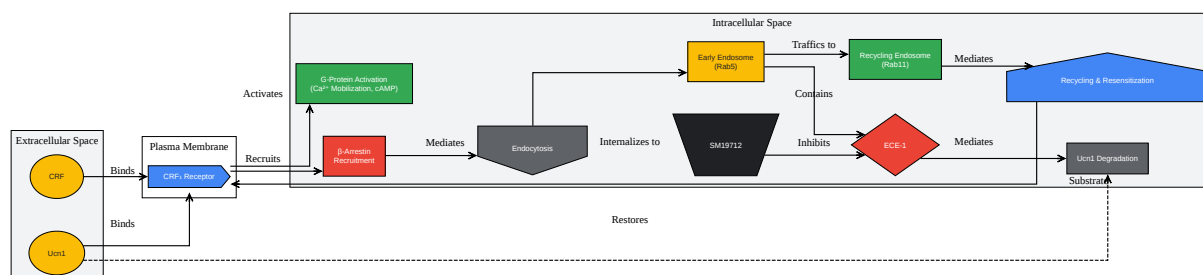 Intracellular Space
Early Endosome
(Rab5)
Traffics to
Recycling Endosome
(Rab11)
Mediates
Recycling & Resensitization
G-Protein Activation
(Ca²⁺ Mobilization, cAMP)
Activates
Contains
Extracellular Space
Plasma Membrane
β-Arrestin
Recruitment
Mediates
Endocytosis
Internalizes to
SM19712
Inhibits
ECE-1
Mediates
Ucn1 Degradation
Recruits
CRF
Binds
CRF₁ Receptor
Substrate
Binds
Restores
Ucn1